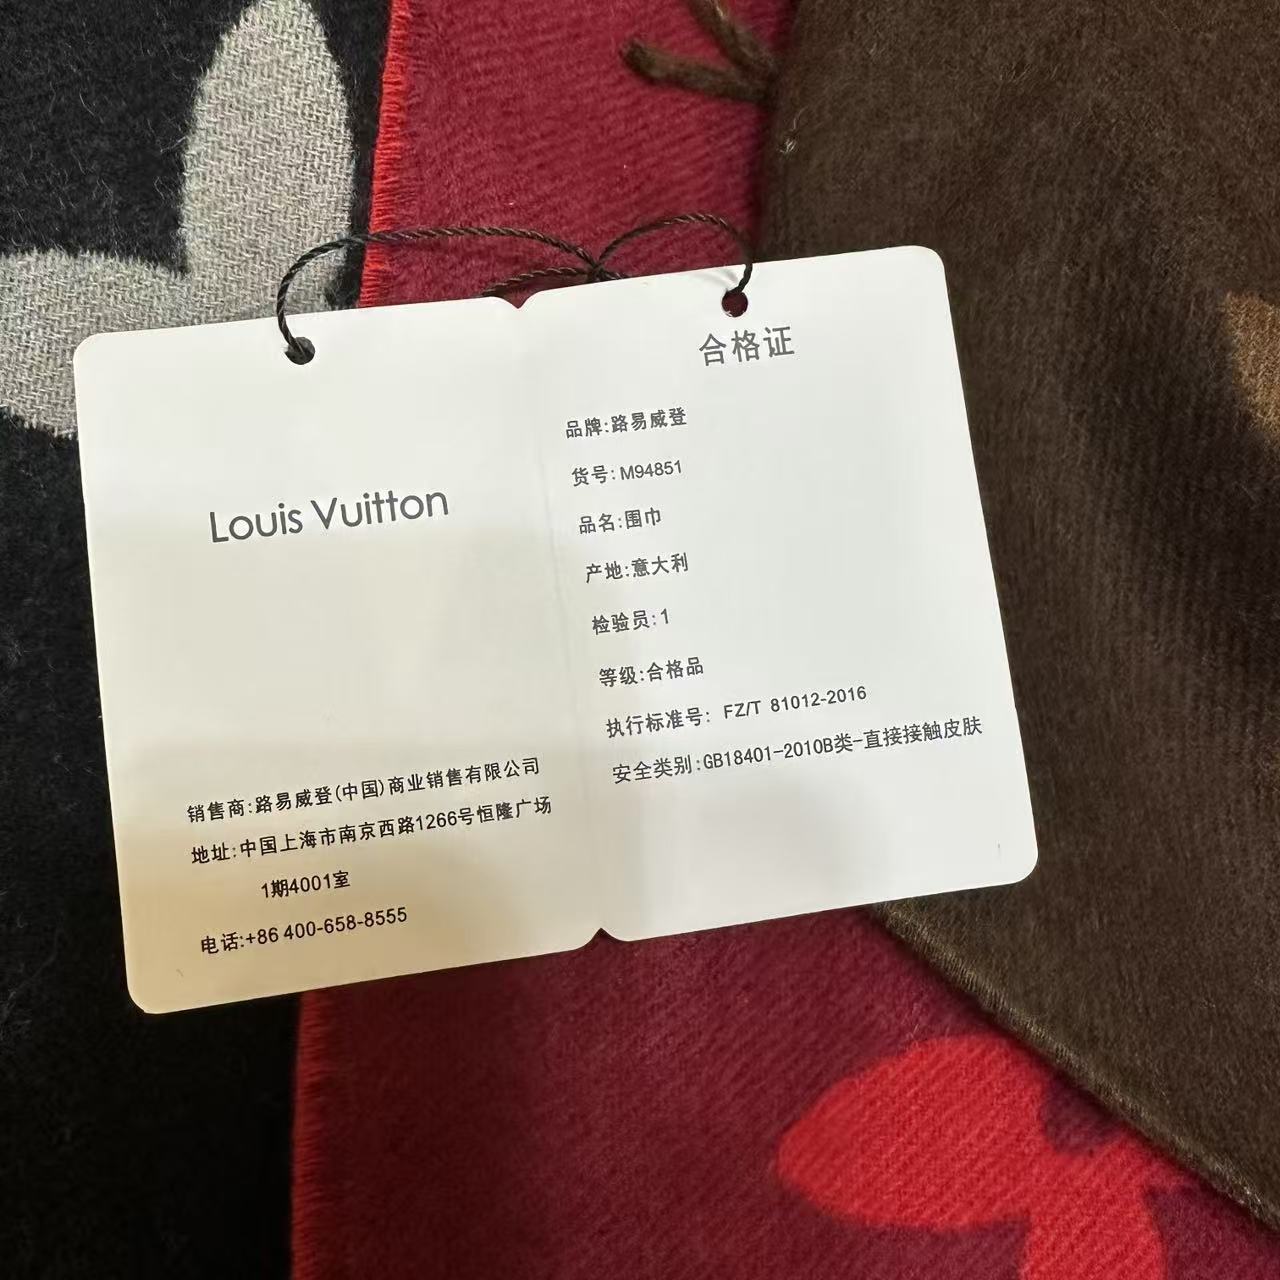 Louis Vuitton
销售商:路易威登(中国)商业销售有限公司
地址:中国上海市南京西路1266号恒隆广场
1期4001室
电话:+86 400-658-8555
合格证
品牌:路易威登
货号:M94851
品名:围巾
产地:意大利
检验员:1
等级:合格品
执行标准号: FZ/T 81012-2016
安全类别:GB18401-2010B类-直接接触皮肤